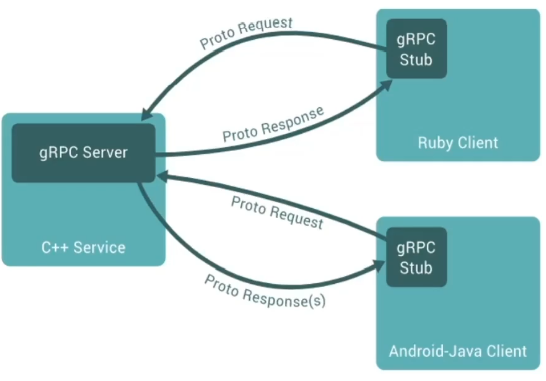 Proto Request
gRPC
Stub
Proto Response
Ruby Client
gRPC Server
C++ Service
Proto Request
gRPC
Stub
Proto Response(s)
Android-Java Client